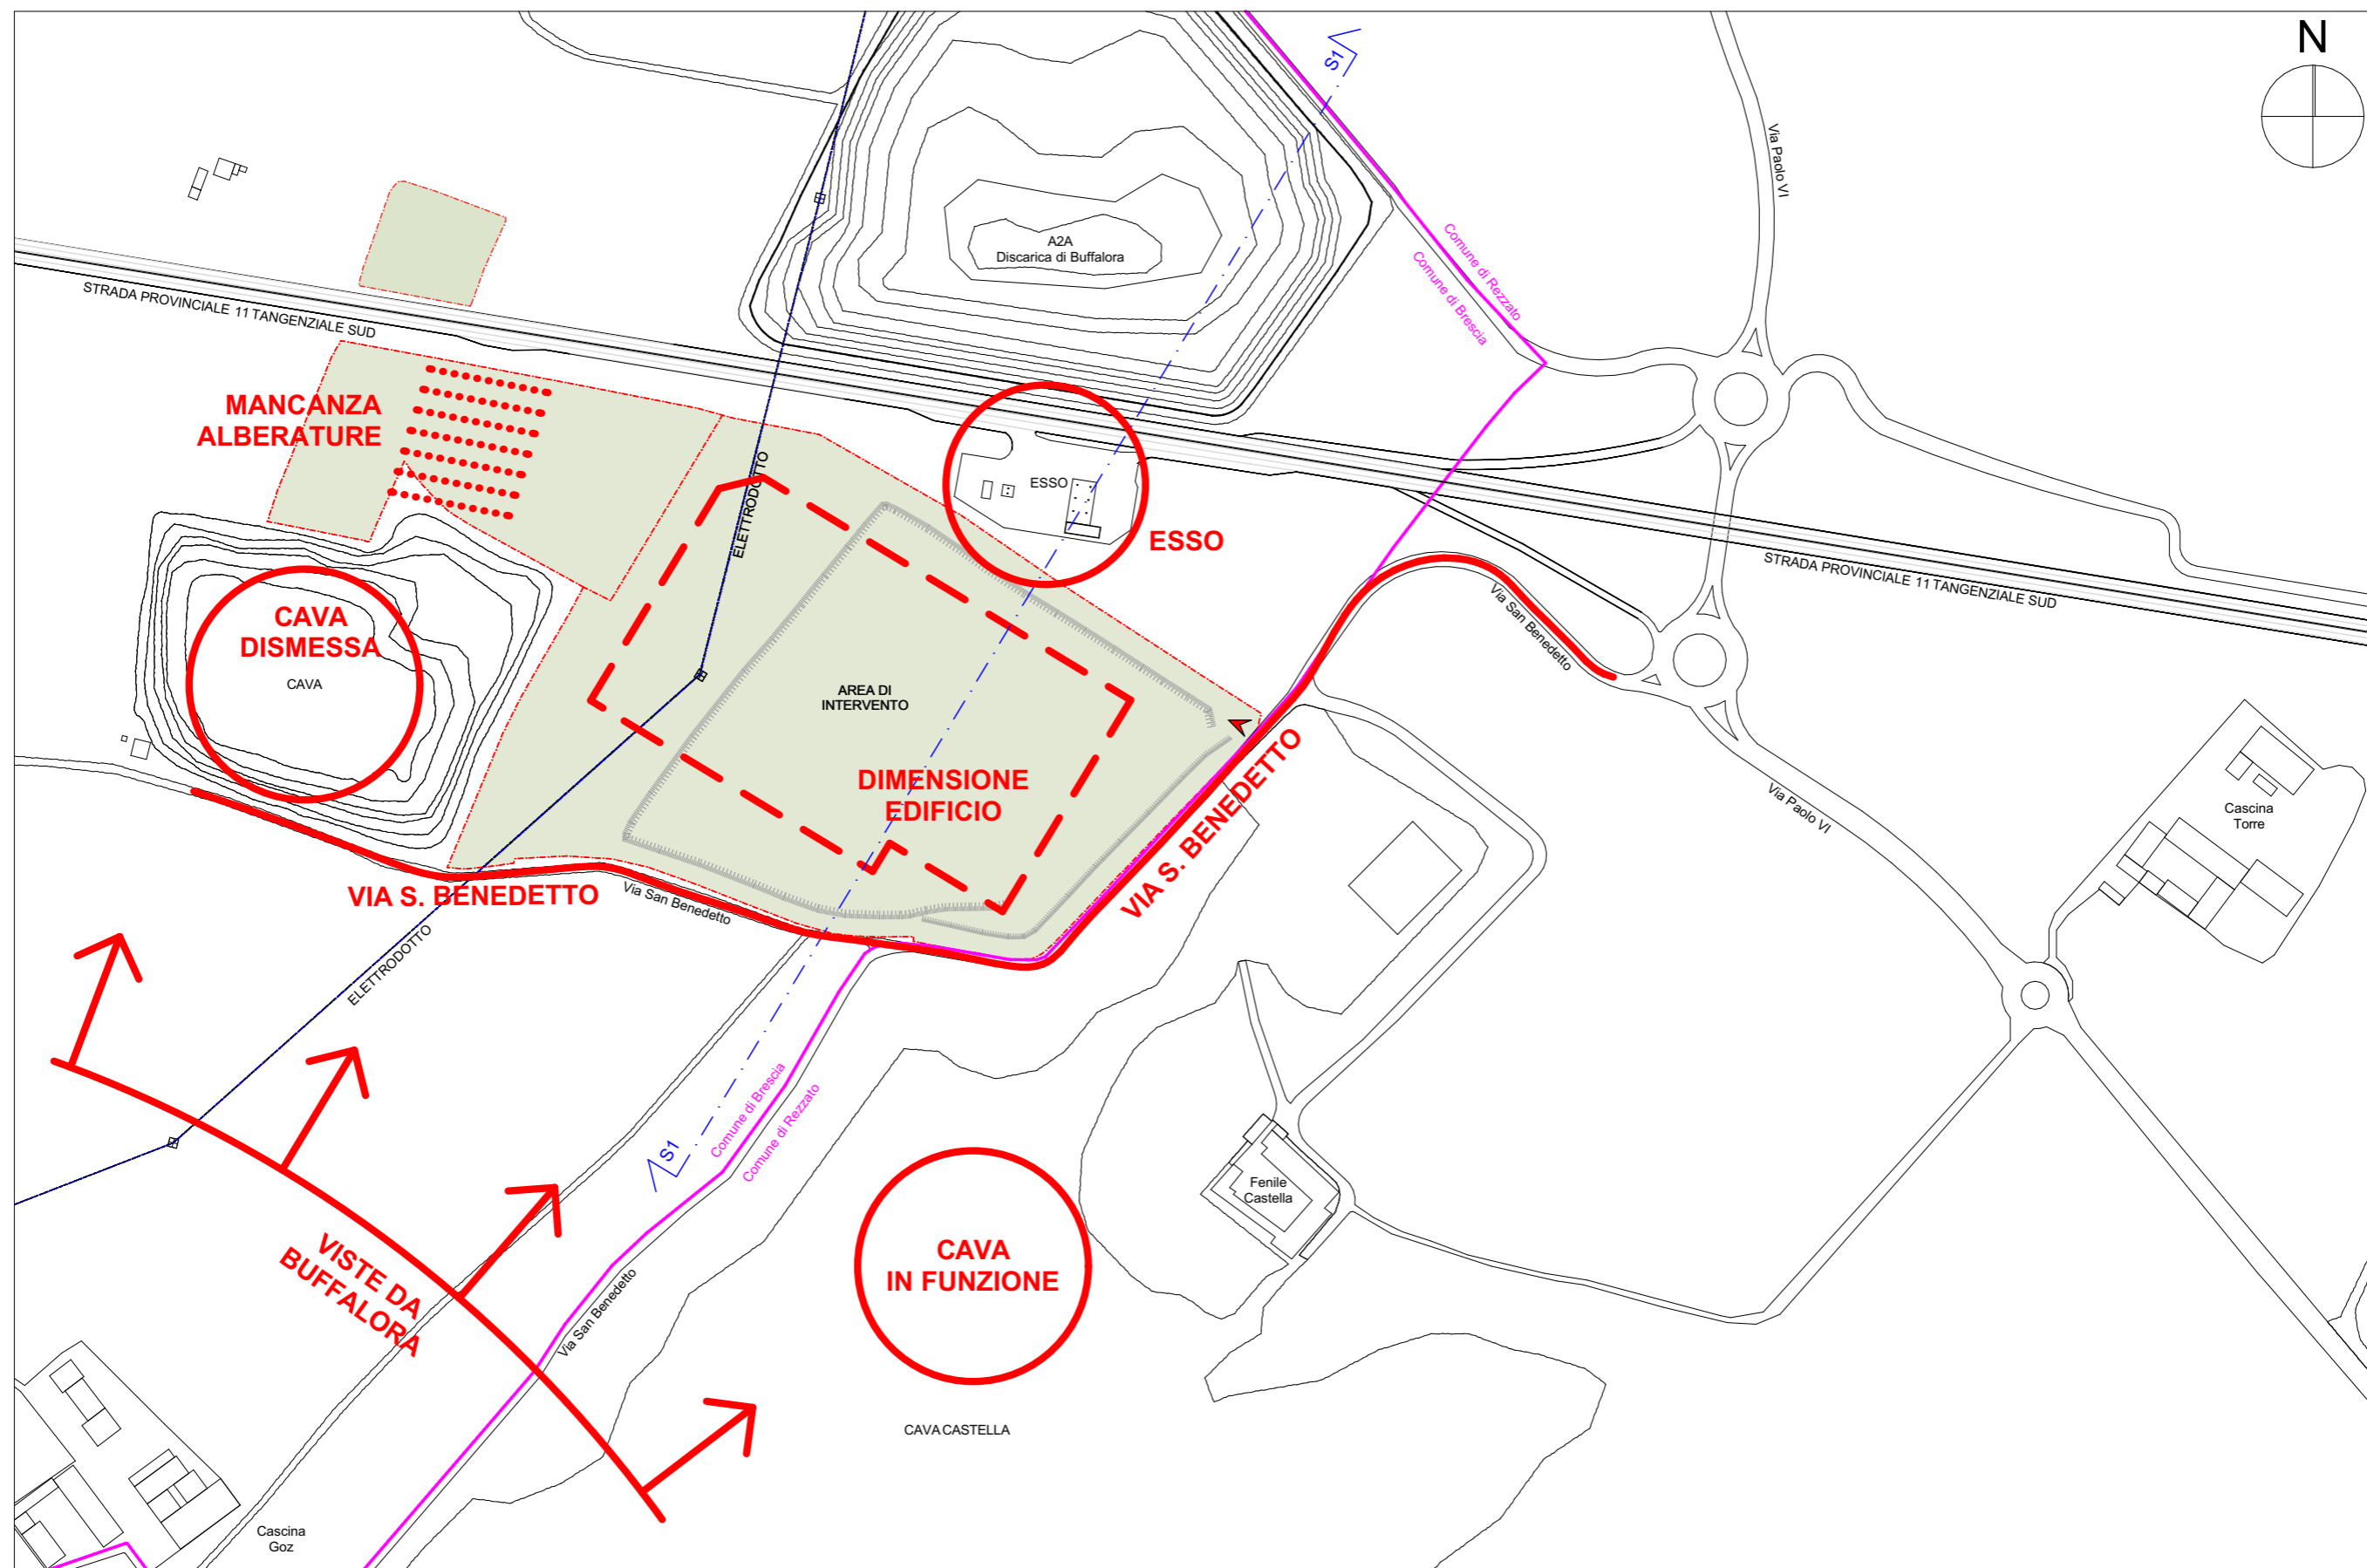 N
S1
Via Paolo VI
A2A
Discarica di Buffalora
Comune di Rezzato
Comune di Brescia
STRADA PROVINCIALE 11 TANGENZIALE SUD
MANCANZA
ALBERATURE
ELETTRODOTTO
ESSO
ESSO
STRADA PROVINCIALE 11 TANGENZIALE SUD
Via San Benedetto
CAVA
DISMESSA
CAVA
AREA DI
INTERVENTO
DIMENSIONE
EDIFICIO
VIA S. BENEDETTO
Via Paolo VI
Cascina
Torre
VIA S. BENEDETTO
Via San Benedetto
ELETTRODOTTO
Comune di Brescia
Comune di Rezzato
S1
Fenile
Castella
CAVA
IN FUNZIONE
VISTE DA
BUFFALORA
Via San Benedetto
CAVA CASTELLA
Cascina
Goz